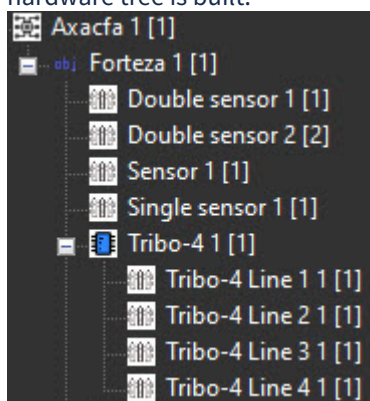 hardware tree is built.
Axacfa 1 [1]
obj Forteza 1 [1]
Double sensor 1 [1]
Double sensor 2 [2]
Sensor 1 [1]
Single sensor 1 [1]
Tribo-4 1 [1]
Tribo-4 Line 1 1 [1]
Tribo-4 Line 2 1 [1]
Tribo-4 Line 3 1 [1]
Tribo-4 Line 4 1 [1]